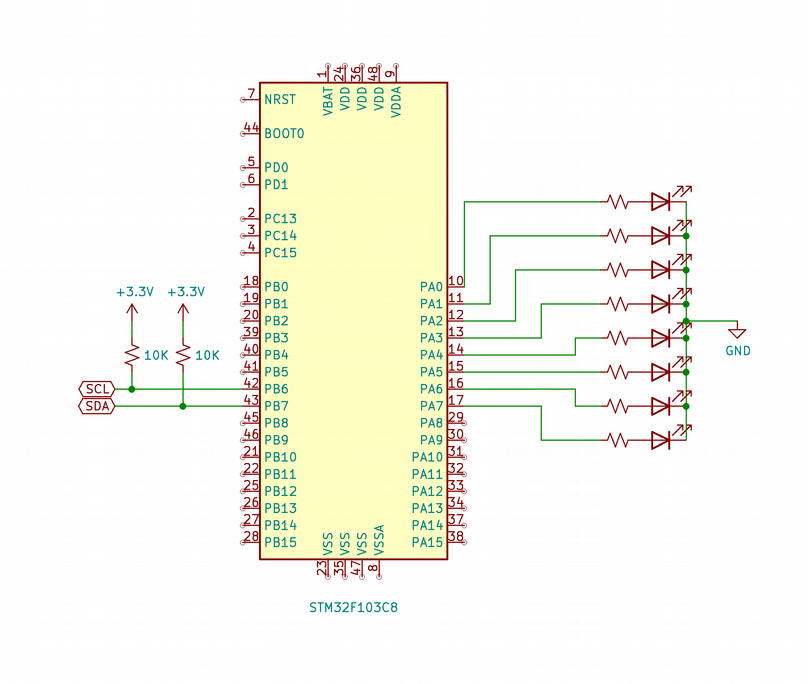 1 24 36 48 9
VBAT VDD VDD VDD VDDA
7 NRST
44 BOOT0
5 PD0
6 PD1
2 PC13
3 PC14
4 PC15
18 PB0 PA0 10
19 PB1 PA1 11
+3.3V +3.3V
20 PB2 PA2 12
39 PB3 PA3 13
GND
40 PB4 PA4 14
10K 10K
41 PB5 PA5 15
SCL 42 PB6 PA6 16
SDA 43 PB7 PA7 17
45 PB8 PA8 29
46 PB9 PA9 30
21 PB10 PA10 31
22 PB11 PA11 32
25 PB12 PA12 33
26 PB13 PA13 34
27 PB14 PA14 37
28 PB15 PA15 38
VSS VSS VSS VSSA
23 35 47 8
STM32F103C8